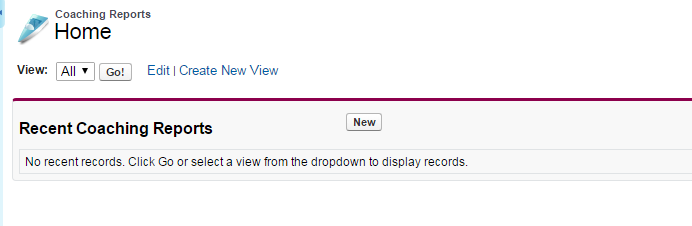 Coaching Reports
Home
View: All Go! Edit | Create New View
Recent Coaching Reports New
No recent records. Click Go or select a view from the dropdown to display records.